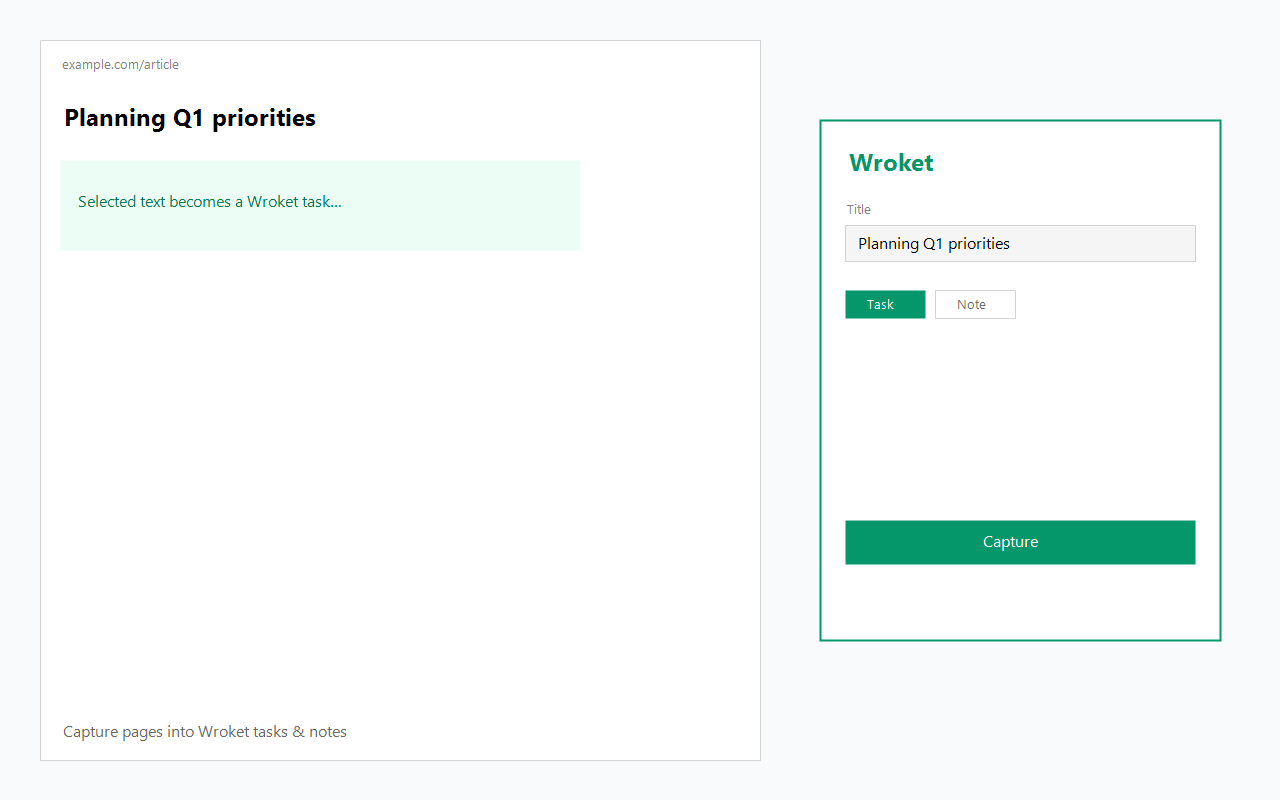 example.com/article
Planning Q1 priorities
Selected text becomes a Wroket task...
Capture pages into Wroket tasks & notes
Wroket
Title
Planning Q1 priorities
Task
Note
Capture